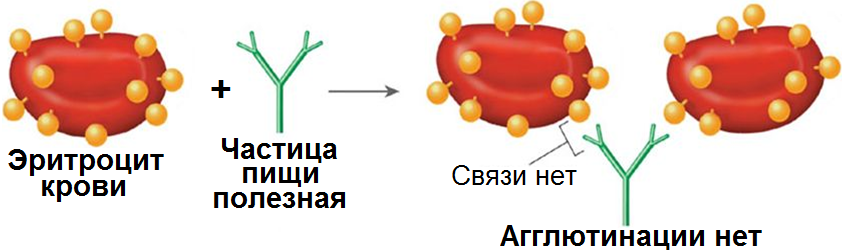 +
Эритроцит
крови
Частица
пищи
полезная
Связи нет
Агглютинации нет